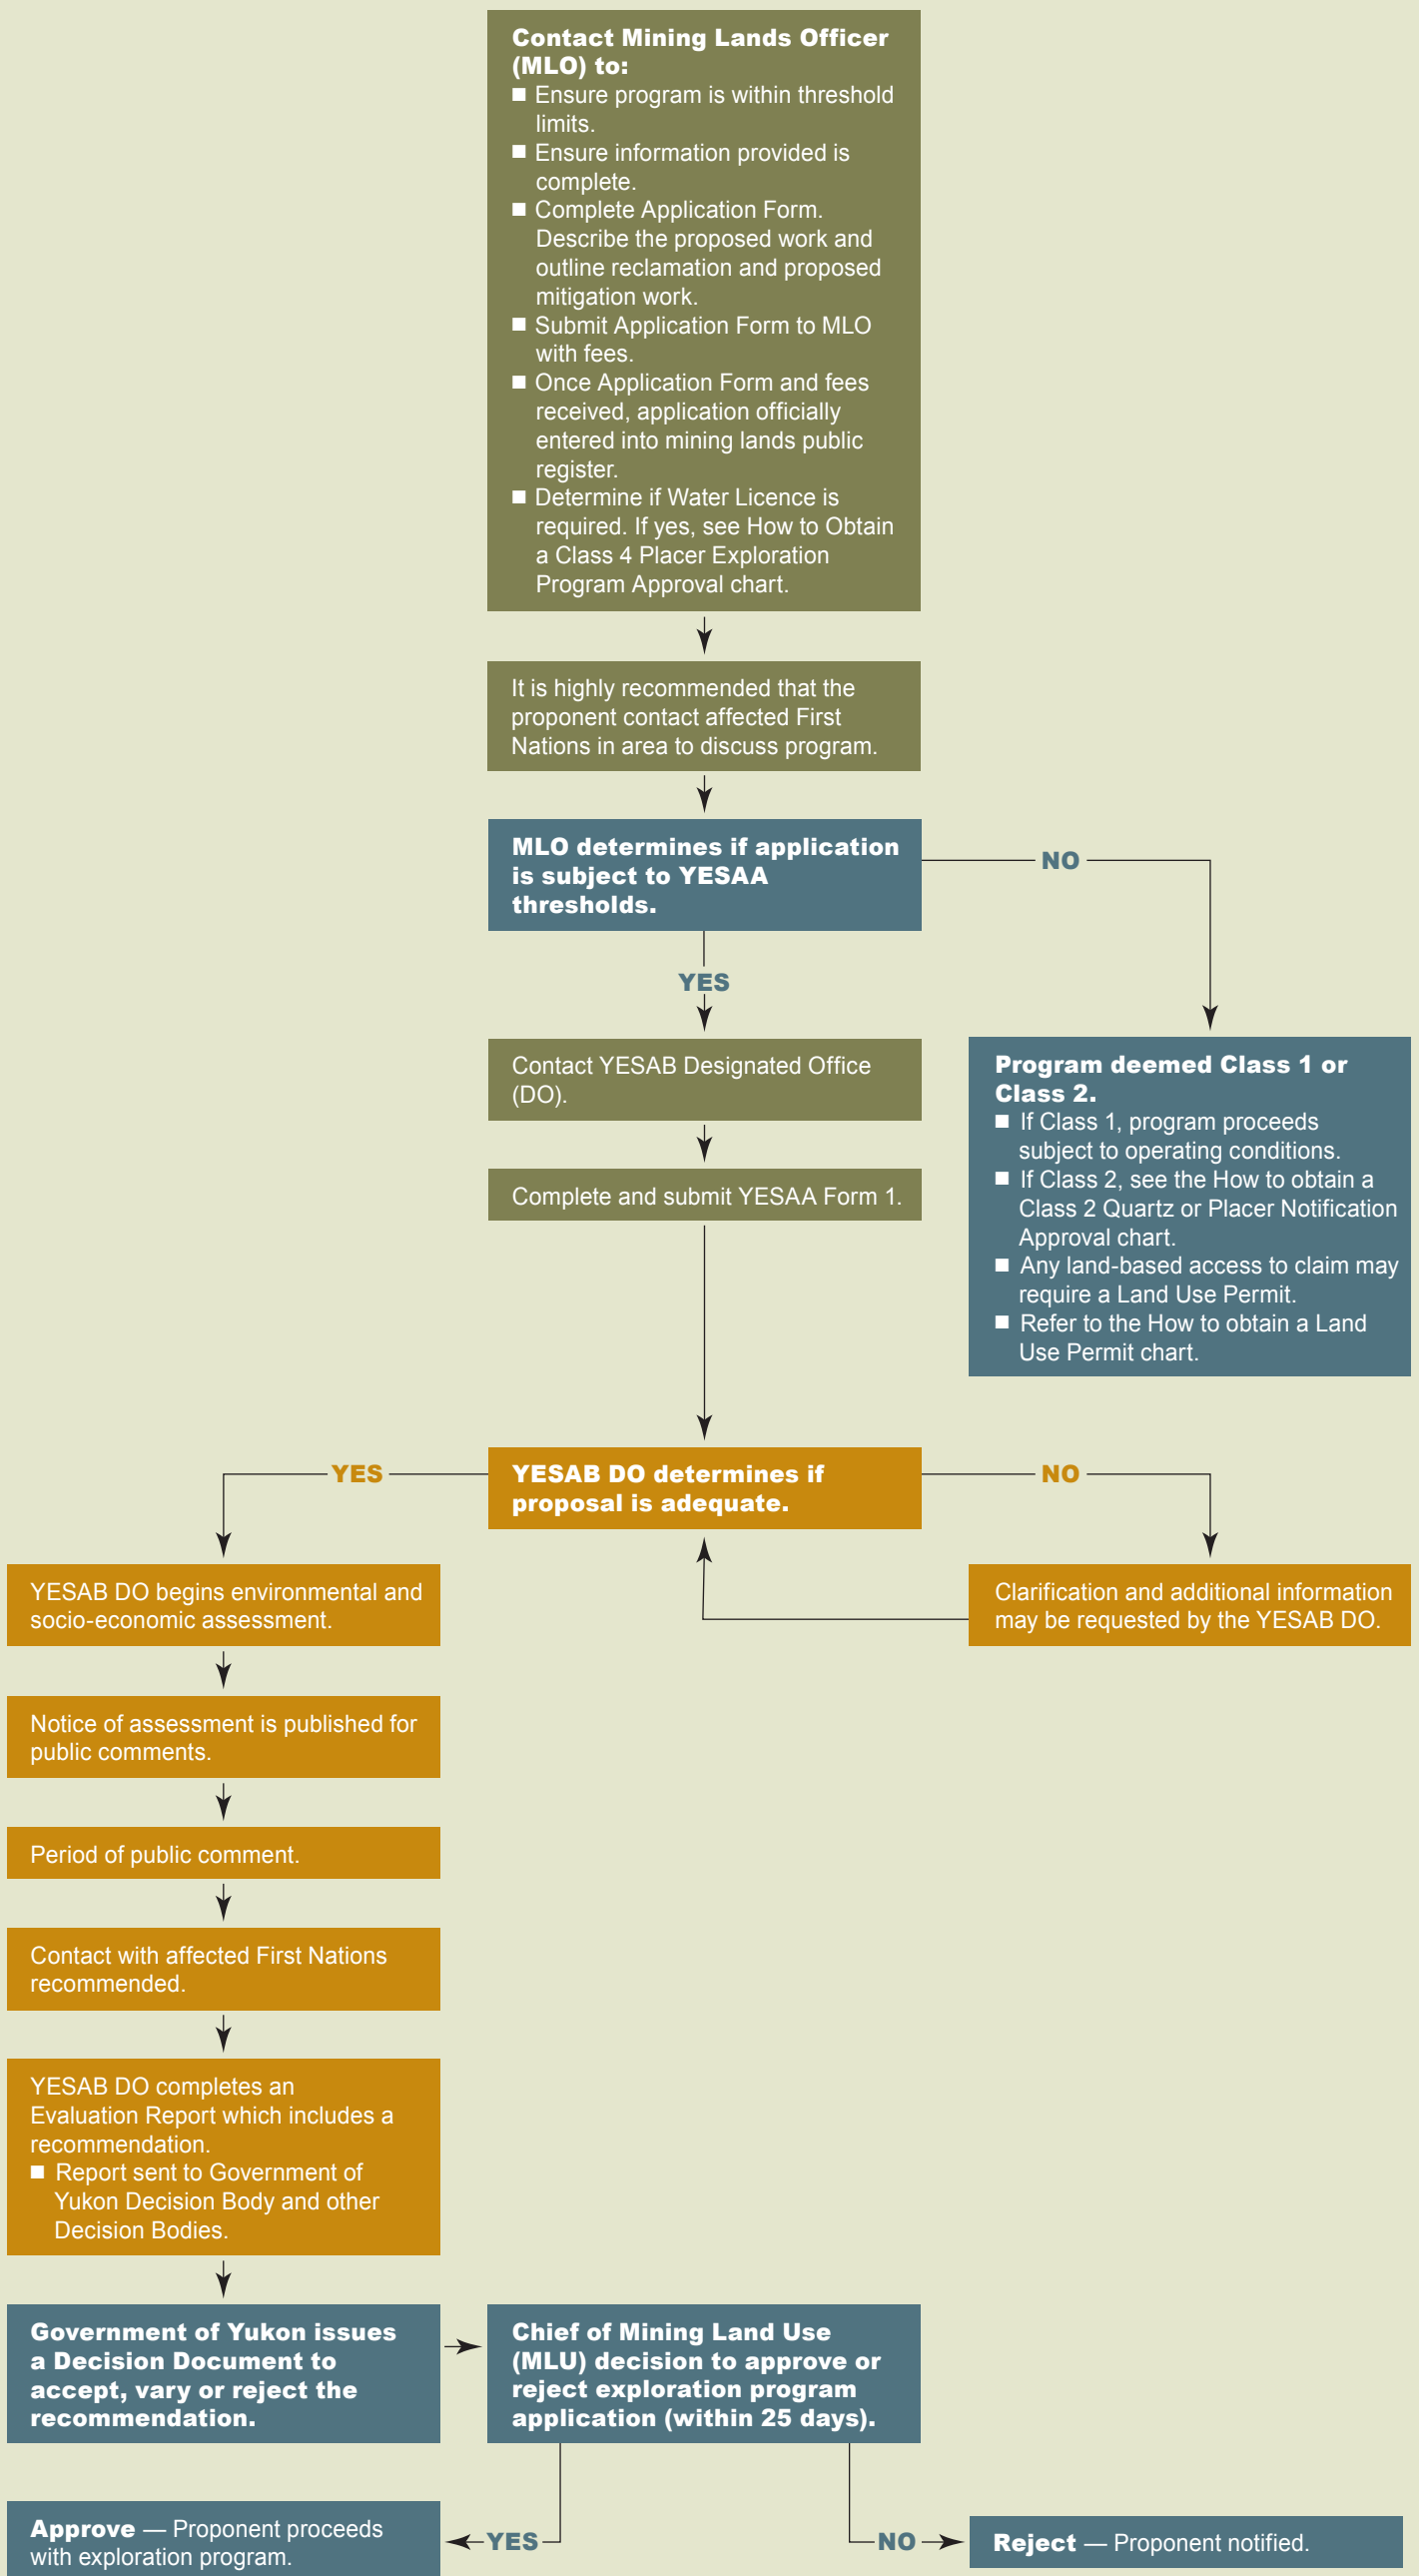 Contact Mining Lands Officer
(MLO) to:
■ Ensure program is within threshold
limits.
■ Ensure information provided is
complete.
■ Complete Application Form.
Describe the proposed work and
outline reclamation and proposed
mitigation work.
■ Submit Application Form to MLO
with fees.
■ Once Application Form and fees
received, application officially
entered into mining lands public
register.
■ Determine if Water Licence is
required. If yes, see How to Obtain
a Class 4 Placer Exploration
Program Approval chart.
It is highly recommended that the
proponent contact affected First
Nations in area to discuss program.
MLO determines if application
is subject to YESAA
thresholds.
NO
YES
Contact YESAB Designated Office
(DO).
Complete and submit YESAA Form 1.
Program deemed Class 1 or
Class 2.
■ If Class 1, program proceeds
subject to operating conditions.
■ If Class 2, see the How to obtain a
Class 2 Quartz or Placer Notification
Approval chart.
■ Any land-based access to claim may
require a Land Use Permit.
■ Refer to the How to obtain a Land
Use Permit chart.
YESAB DO determines if
proposal is adequate.
YES
NO
Clarification and additional information
may be requested by the YESAB DO.
YESAB DO begins environmental and
socio-economic assessment.
Notice of assessment is published for
public comments.
Period of public comment.
Contact with affected First Nations
recommended.
YESAB DO completes an
Evaluation Report which includes a
recommendation.
■ Report sent to Government of
Yukon Decision Body and other
Decision Bodies.
Government of Yukon issues
a Decision Document to
accept, vary or reject the
recommendation.
Chief of Mining Land Use
(MLU) decision to approve or
reject exploration program
application (within 25 days).
YES
NO
Approve — Proponent proceeds
with exploration program.
Reject — Proponent notified.